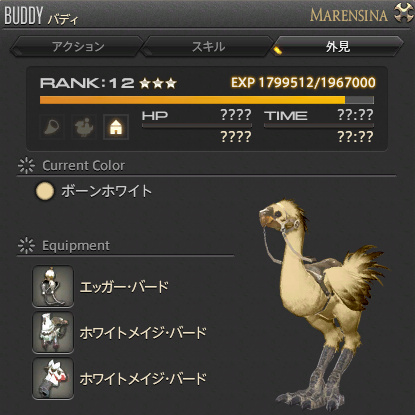 BUDDY バディ MARENSINA
アクション スキル 外見
RANK: 12 ★★★ EXP 1799512/1967000
HP ???? TIME ??:??
???? ??:??
Current Color
ボーンホワイト
Equipment
エッガー・バード
ホワイトメイジ・バード
ホワイトメイジ・バード